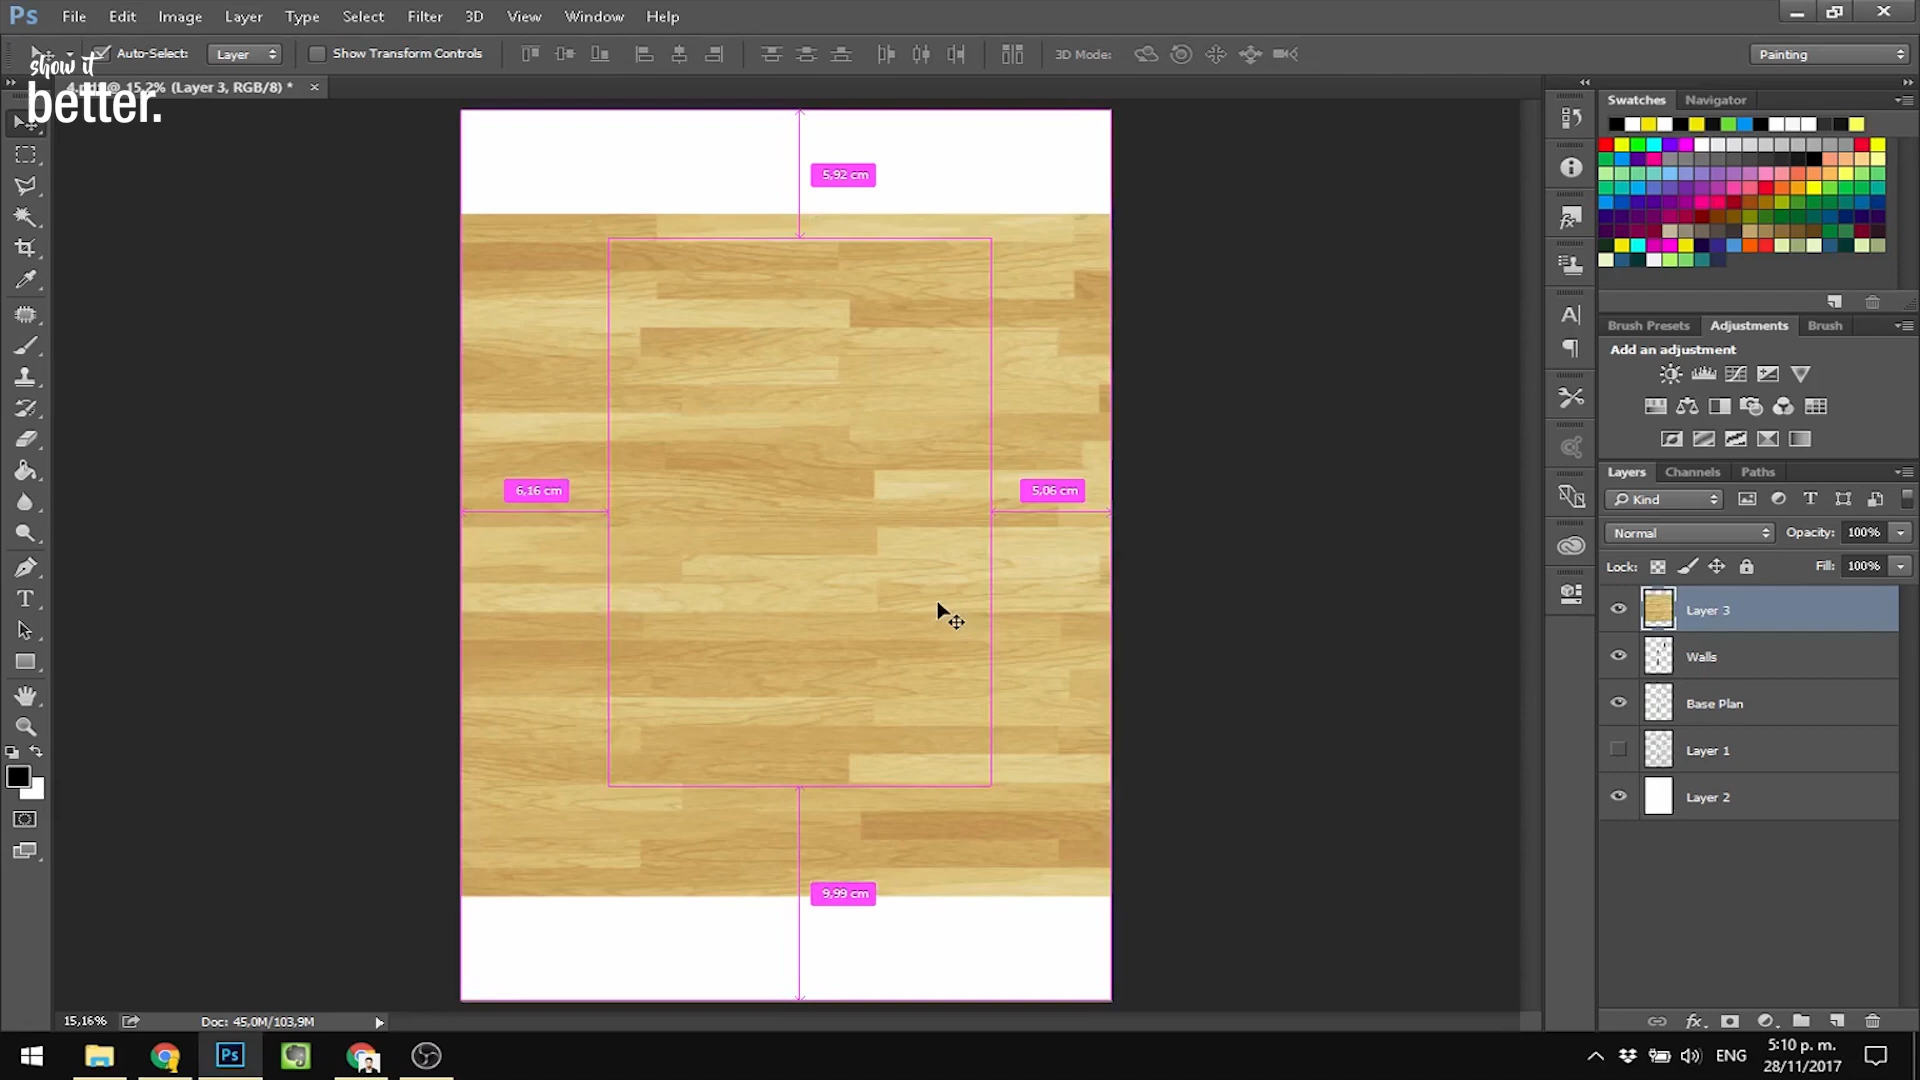 Ps File Edit Image Layer Type Select Filter 3D View Window Help
Auto-Select: Layer Show Transform Controls 3D Mode: Painting
show it
better.
@ 15,2% (Layer 3, RGB/8) *
Swatches Navigator
5,92 cm
6,16 cm
5,06 cm
9,99 cm
Brush Presets Adjustments Brush
Add an adjustment
Layers Channels Paths
Kind
Normal Opacity: 100%
Lock: Fill: 100%
Layer 3
Walls
Base Plan
Layer 1
Layer 2
15,16% Doc: 45,0M/103,9M
Ps
ENG
5:10 p. m.
28/11/2017